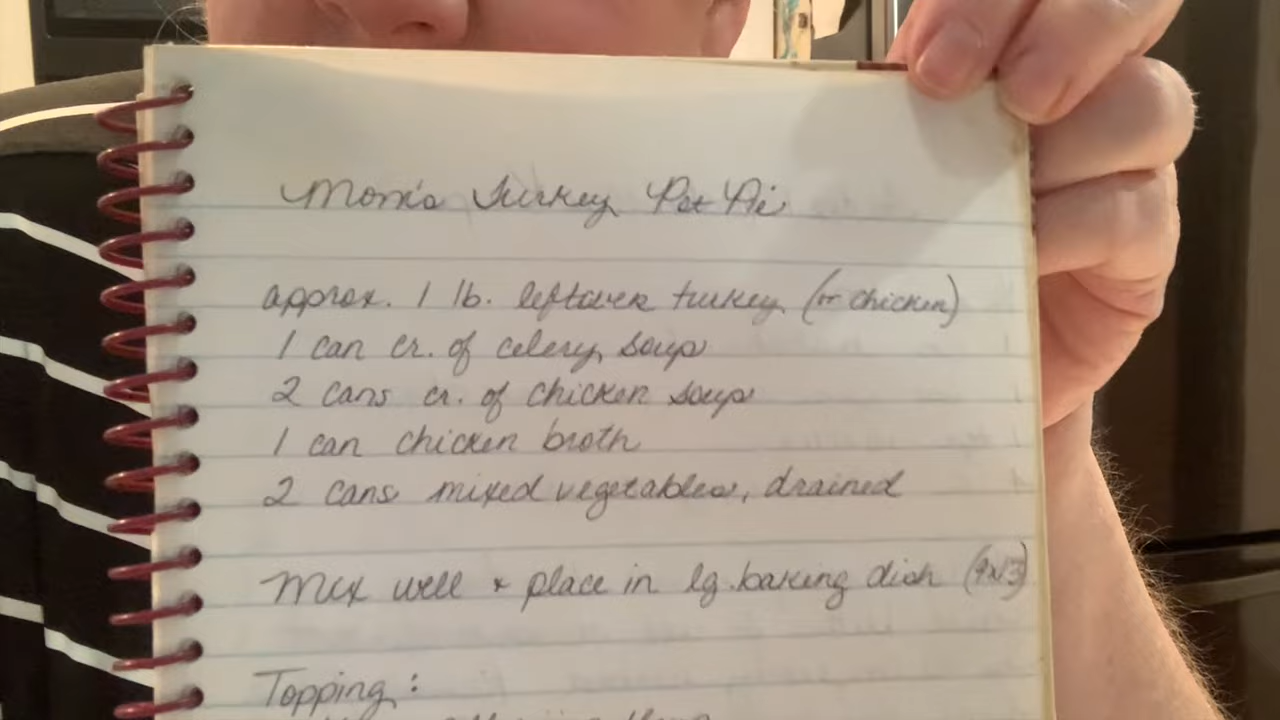 Mom's Turkey Pot Pie
approx. 1 lb. leftover turkey (or chicken)
1 can cr. of celery soup
2 cans cr. of chicken soup
1 can chicken broth
2 cans mixed vegetables, drained
Mix well & place in lg. baking dish (9x13)
Topping: